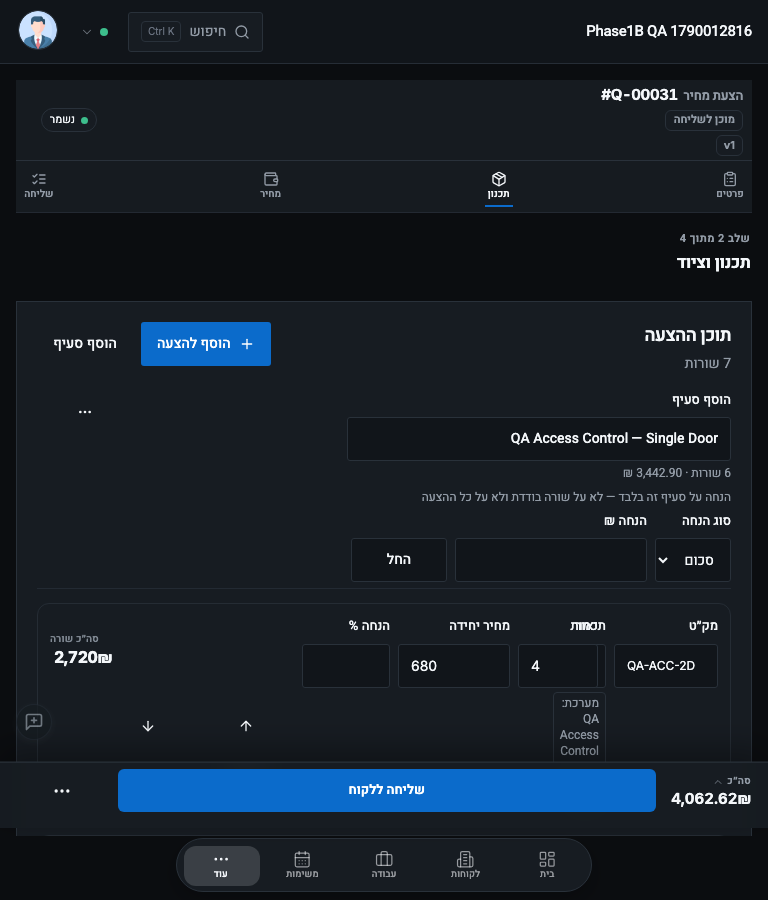 Phase1B QA 1790012816
חיפוש Ctrl K
הצעת מחיר #Q-00031
מוכן לשליחה
נשמר
v1
פרטים
תכנון
מחיר
שליחה
שלב 2 מתוך 4
תכנון וציוד
תוכן ההצעה
הוסף להצעה
הוסף סעיף
7 שורות
הוסף סעיף
QA Access Control — Single Door
6 שורות · 3,442.90 ₪
הנחה על סעיף זה בלבד — לא על שורה בודדת ולא על כל ההצעה
סוג הנחה
הנחה ₪
סכום
החל
מק״ט
מחיר יחידה
הנחה %
סה״כ שורה
QA-ACC-2D
4
680
₪2,720
מערכת:
QA
Access
Control
סה״כ
₪4,062.62
שליחה ללקוח
בית
לקוחות
עבודה
משימות
עוד